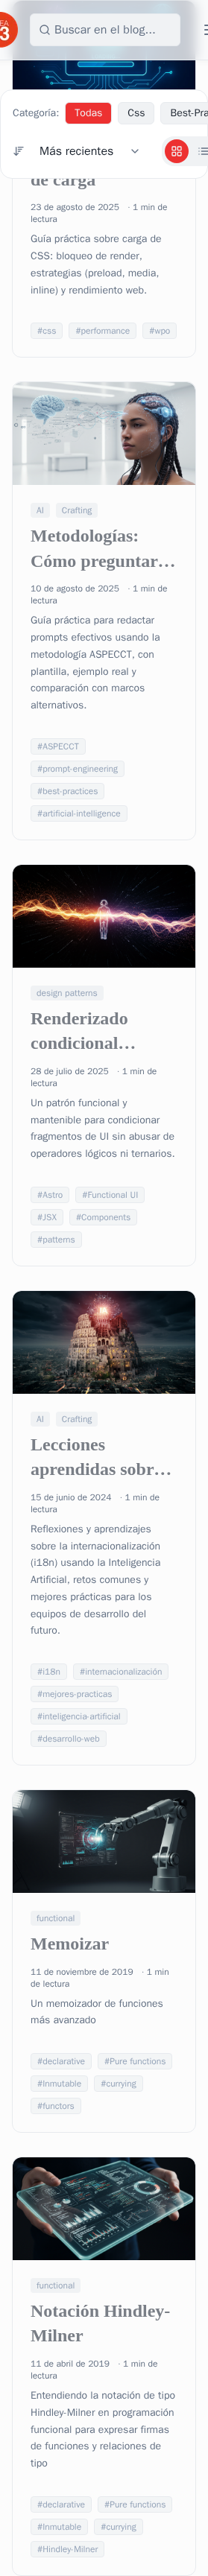 3
Buscar en el blog...
Categoría: Todas Css
Más recientes
de carga
23 de agosto de 2025 · 1 min de
lectura
Guía práctica sobre carga de
CSS: bloqueo de render,
estrategias (preload, media,
inline) y rendimiento web.
#css #performance #wpo
AI Crafting
Metodologías:
Cómo preguntar…
10 de agosto de 2025 · 1 min de
lectura
Guía práctica para redactar
prompts efectivos usando la
metodología ASPECCT, con
plantilla, ejemplo real y
comparación con marcos
alternativos.
#ASPECCT
#prompt-engineering
#best-practices
#artificial-intelligence
design patterns
Renderizado
condicional…
28 de julio de 2025 · 1 min de
lectura
Un patrón funcional y
mantenible para condicionar
fragmentos de UI sin abusar de
operadores lógicos ni ternarios.
#Astro #Functional UI
#JSX #Components
#patterns
AI Crafting
Lecciones
aprendidas sobr…
15 de junio de 2024 · 1 min de
lectura
Reflexiones y aprendizajes
sobre la internacionalización
(i18n) usando la Inteligencia
Artificial, retos comunes y
mejores prácticas para los
equipos de desarrollo del
futuro.
#i18n #internacionalización
#mejores-practicas
#inteligencia-artificial
#desarrollo-web
functional
Memoizar
11 de noviembre de 2019 · 1 min
de lectura
Un memoizador de funciones
más avanzado
#declarative #Pure functions
#Inmutable #currying
#functors
functional
Notación Hindley-
Milner
11 de abril de 2019 · 1 min de
lectura
Entendiendo la notación de tipo
Hindley-Milner en programación
funcional para expresar firmas
de funciones y relaciones de
tipo
#declarative #Pure functions
#Inmutable #currying
#Hindley-Milner